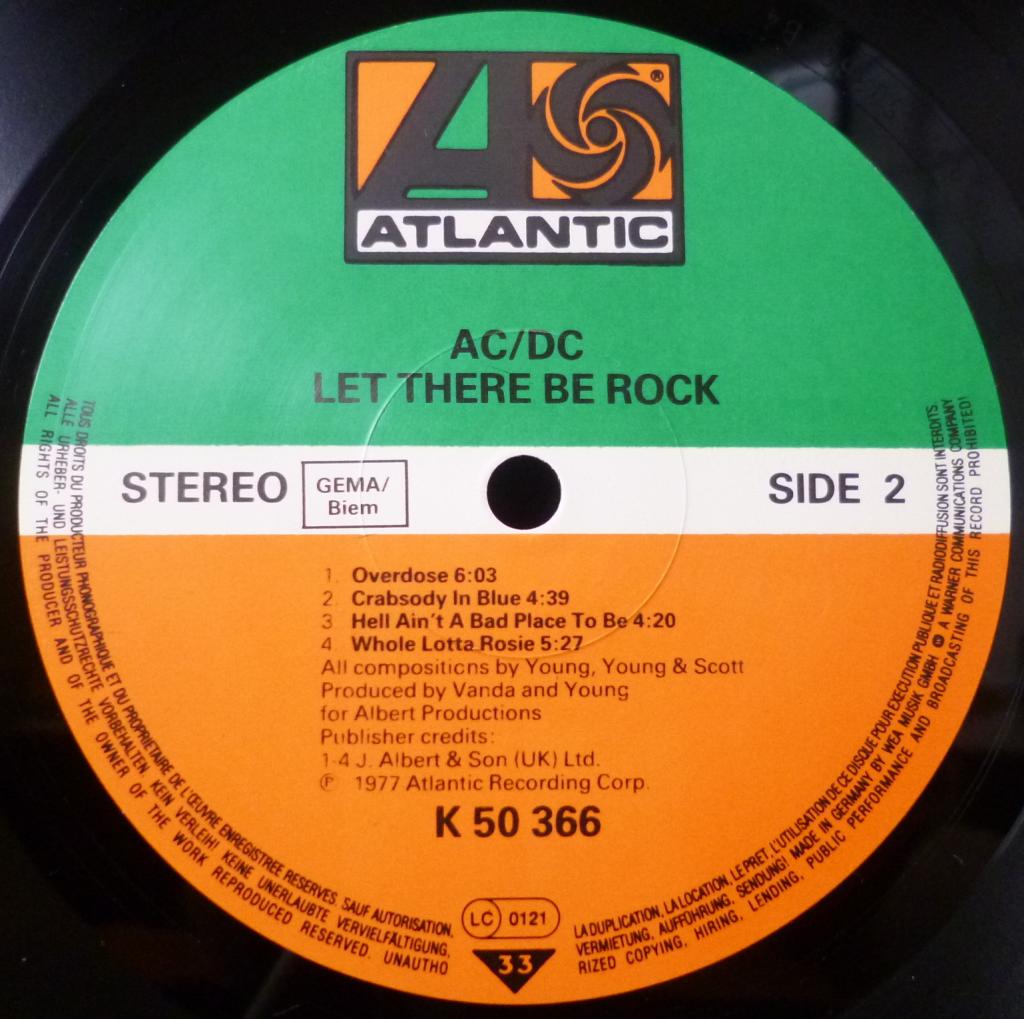 ATLANTIC
®
AC/DC
LET THERE BE ROCK
STEREO
GEMA/
Biem
SIDE 2
1. Overdose 6:03
2. Crabsody In Blue 4:39
3 Hell Ain't A Bad Place To Be 4:20
4. Whole Lotta Rosie 5:27
All compositions by Young, Young & Scott
Produced by Vanda and Young
for Albert Productions
Publisher credits:
1-4 J. Albert & Son (UK) Ltd.
℗ 1977 Atlantic Recording Corp.
K 50 366
LC 0121
33
TOUS DROITS DU PRODUCTEUR PHONOGRAPHIQUE ET DU PROPRIETAIRE DE L'ŒUVRE ENREGISTREE RESERVES. SAUF AUTORISATION,
LA DUPLICATION, LA LOCATION, LE PRET, L'UTILISATION DE CE DISQUE POUR EXECUTION PUBLIQUE ET RADIODIFFUSION SONT INTERDITS.
ALLE URHEBER- UND LEISTUNGSSCHUTZRECHTE VORBEHALTEN. KEIN VERLEIH! KEINE UNERLAUBTE VERVIELFÄLTIGUNG,
VERMIETUNG, AUFFÜHRUNG, SENDUNG! MADE IN GERMANY BY WEA MUSIK GMBH A WARNER COMMUNICATIONS COMPANY
ALL RIGHTS OF THE PRODUCER AND OF THE OWNER OF THE WORK REPRODUCED RESERVED. UNAUTHO
RIZED COPYING, HIRING, LENDING, PUBLIC PERFORMANCE AND BROADCASTING OF THIS RECORD PROHIBITED!